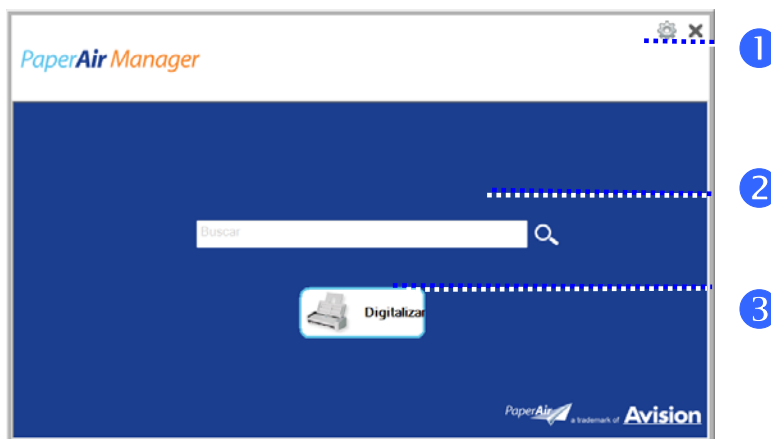 PaperAir Manager
1
2
Buscar
3
Digitalizar
PaperAir a trademark of Avision